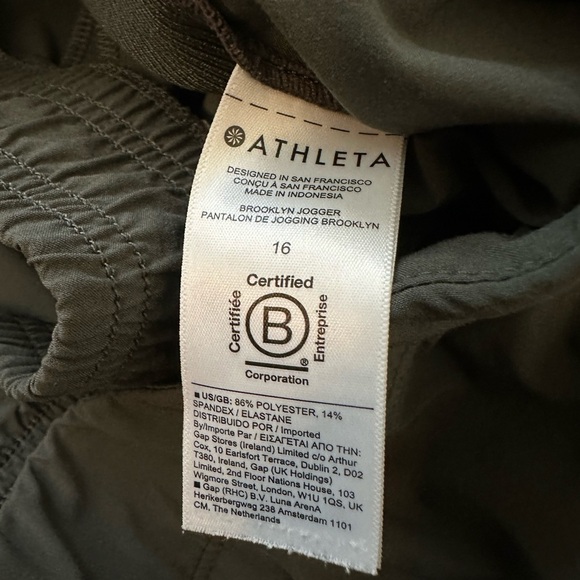 ATHLETA
DESIGNED IN SAN FRANCISCO
CONÇU À SAN FRANCISCO
MADE IN INDONESIA
BROOKLYN JOGGER
PANTALON DE JOGGING BROOKLYN
16
Certified
Certifiée
B
Entreprise
®
Corporation
■ US/GB: 86% POLYESTER, 14%
SPANDEX / ELASTANE
DISTRIBUIDO POR / Imported
By/Importe Par / ΕΙΣΑΓΕΤΑΙ ΑΠΟ ΤΗΝ:
Gap Stores (Ireland) Limited c/o Arthur
Cox, 10 Earlsfort Terrace, Dublin 2, D02
T380, Ireland, Gap (UK Holdings)
Limited, 2nd Floor Nations House, 103
Wigmore Street, London, W1U 1QS, UK
■ Gap (RHC) B.V. Luna ArenA
Herikerbergweg 238 Amsterdam 1101
CM, The Netherlands